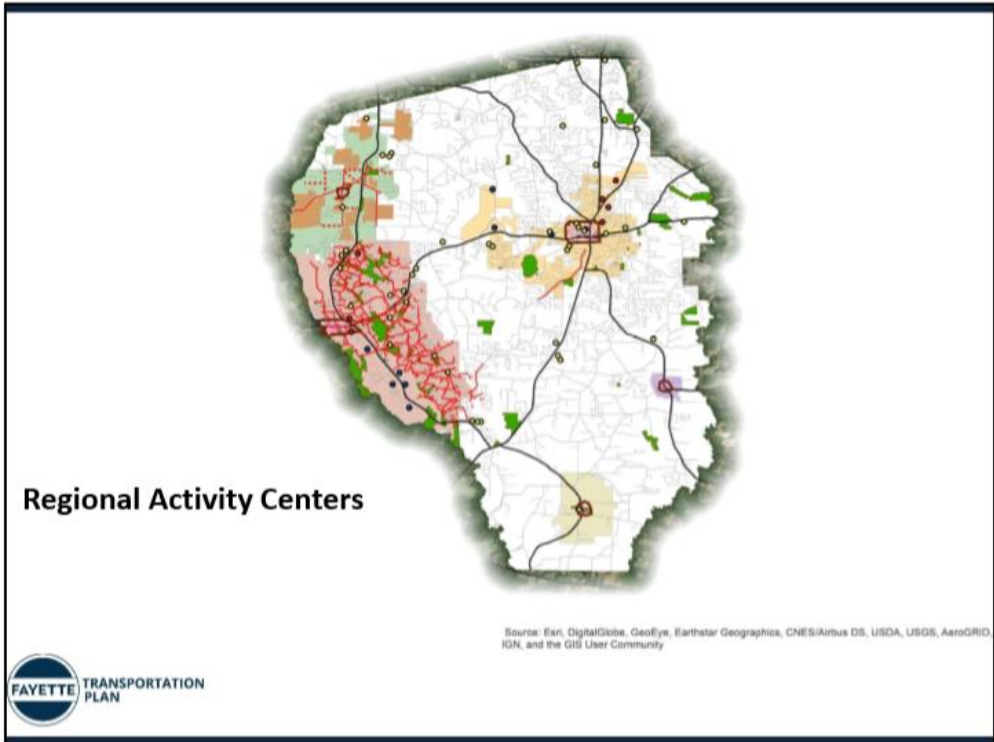 Regional Activity Centers
Source: Esri, DigitalGlobe, GeoEye, Earthstar Geographics, CNES/Airbus DS, USDA, USGS, AeroGRID,
IGN, and the GIS User Community
FAYETTE
TRANSPORTATION
PLAN